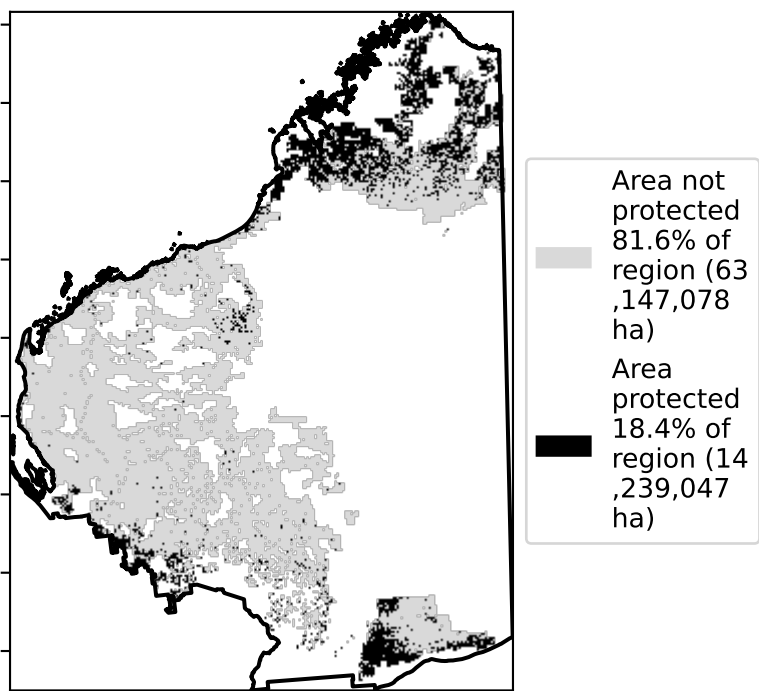 Area not
protected
81.6% of
region (63
,147,078
ha)
Area
protected
18.4% of
region (14
,239,047
ha)